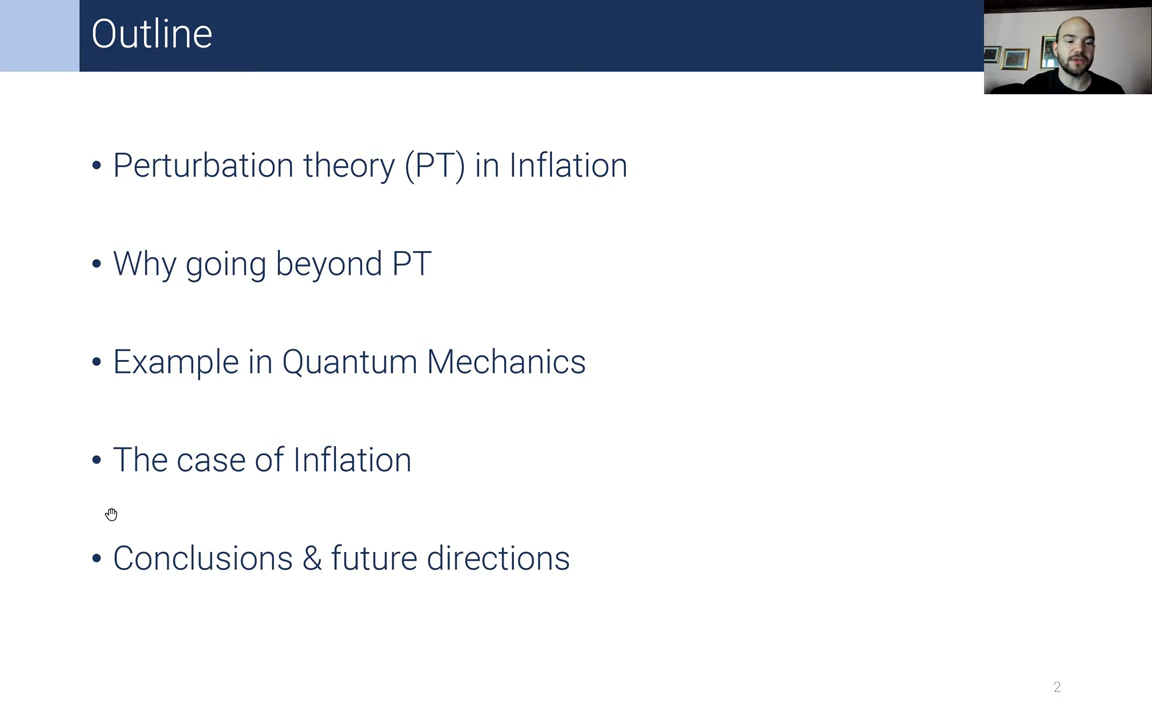 Outline
• Perturbation theory (PT) in Inflation
• Why going beyond PT
• Example in Quantum Mechanics
• The case of Inflation
• Conclusions & future directions
2